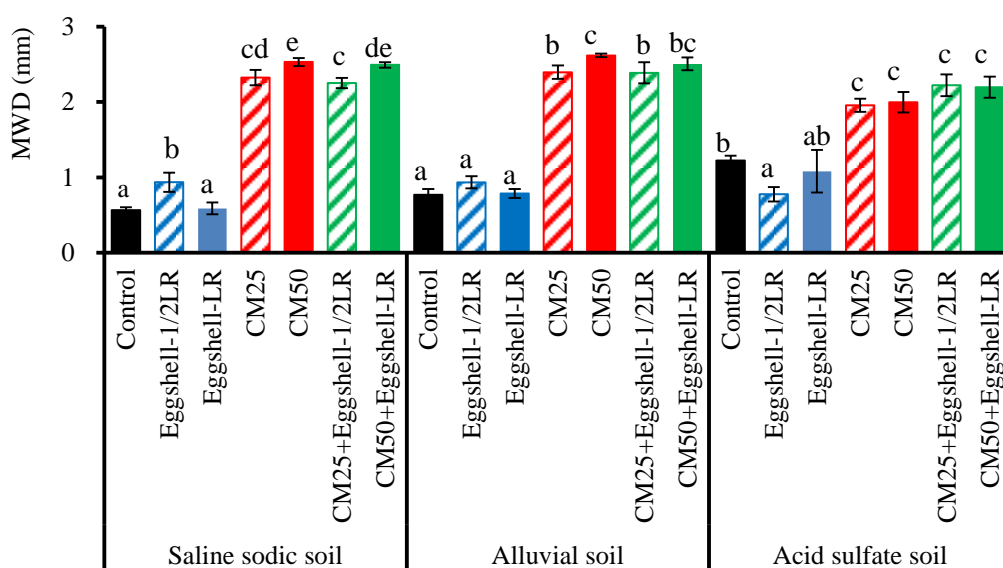 MWD (mm)
3
2
1
0
a
b
a
cd
e
c
de
a
a
a
b
c
b
bc
b
a
ab
c
c
c
c
Control
Eggshell-1/2LR
Eggshell-LR
CM25
CM50
CM25+Eggshell-1/2LR
CM50+Eggshell-LR
Control
Eggshell-1/2LR
Eggshell-LR
CM25
CM50
CM25+Eggshell-1/2LR
CM50+Eggshell-LR
Control
Eggshell-1/2LR
Eggshell-LR
CM25
CM50
CM25+Eggshell-1/2LR
CM50+Eggshell-LR
Saline sodic soil
Alluvial soil
Acid sulfate soil